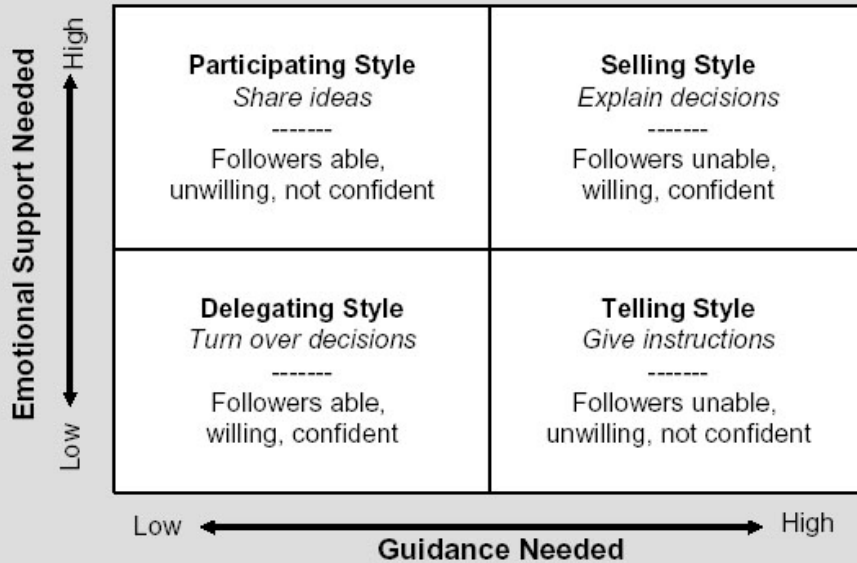 Emotional Support Needed
High
Low
Participating Style
Share ideas
-------
Followers able,
unwilling, not confident
Selling Style
Explain decisions
-------
Followers unable,
willing, confident
Delegating Style
Turn over decisions
-------
Followers able,
willing, confident
Telling Style
Give instructions
-------
Followers unable,
unwilling, not confident
Low
High
Guidance Needed